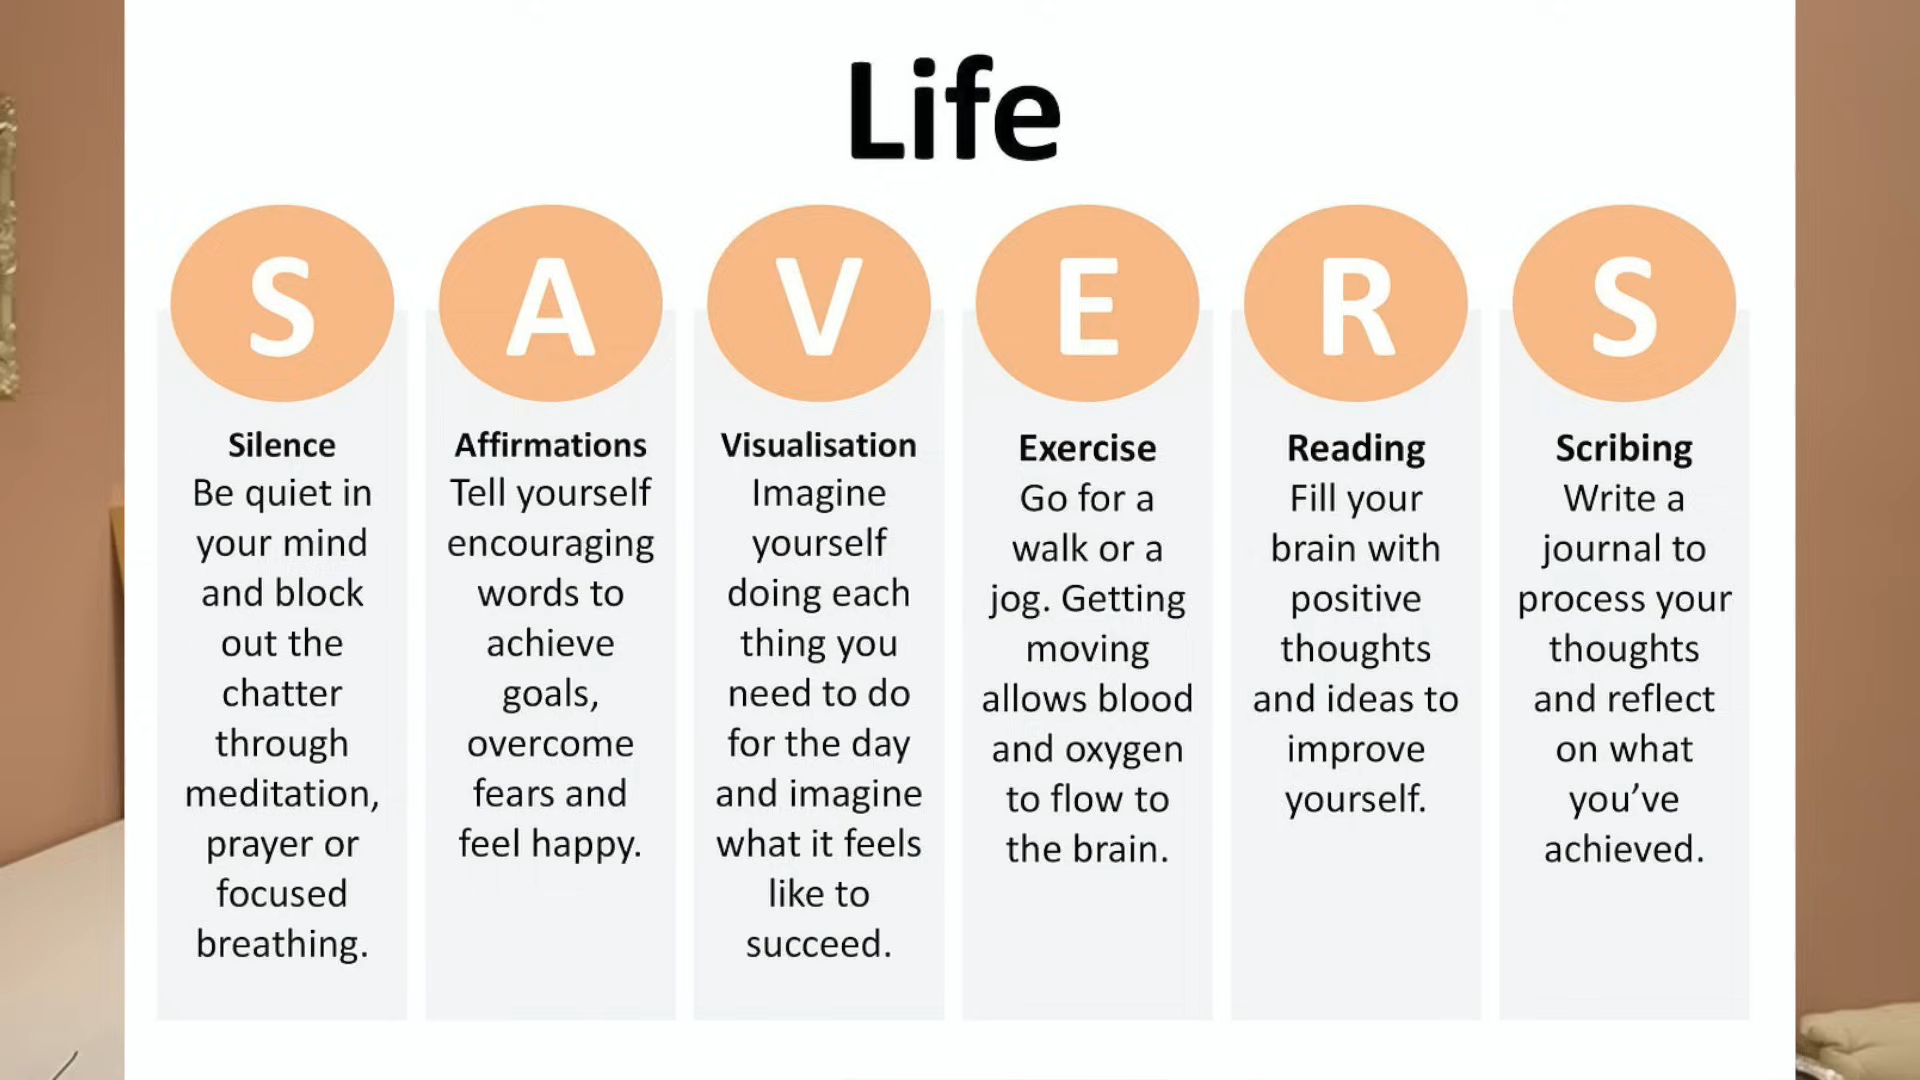 Life
S
A
V
E
R
S
Silence
Be quiet in
your mind
and block
out the
chatter
through
meditation,
prayer or
focused
breathing.
Affirmations
Tell yourself
encouraging
words to
achieve
goals,
overcome
fears and
feel happy.
Visualisation
Imagine
yourself
doing each
thing you
need to do
for the day
and imagine
what it feels
like to
succeed.
Exercise
Go for a
walk or a
jog. Getting
moving
allows blood
and oxygen
to flow to
the brain.
Reading
Fill your
brain with
positive
thoughts
and ideas to
improve
yourself.
Scribing
Write a
journal to
process your
thoughts
and reflect
on what
you’ve
achieved.